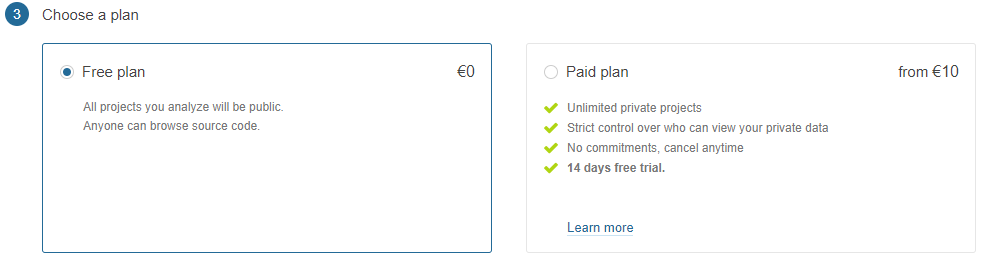 3 Choose a plan
Free plan €0
All projects you analyze will be public.
Anyone can browse source code.
Paid plan from €10
Unlimited private projects
Strict control over who can view your private data
No commitments, cancel anytime
14 days free trial.
Learn more